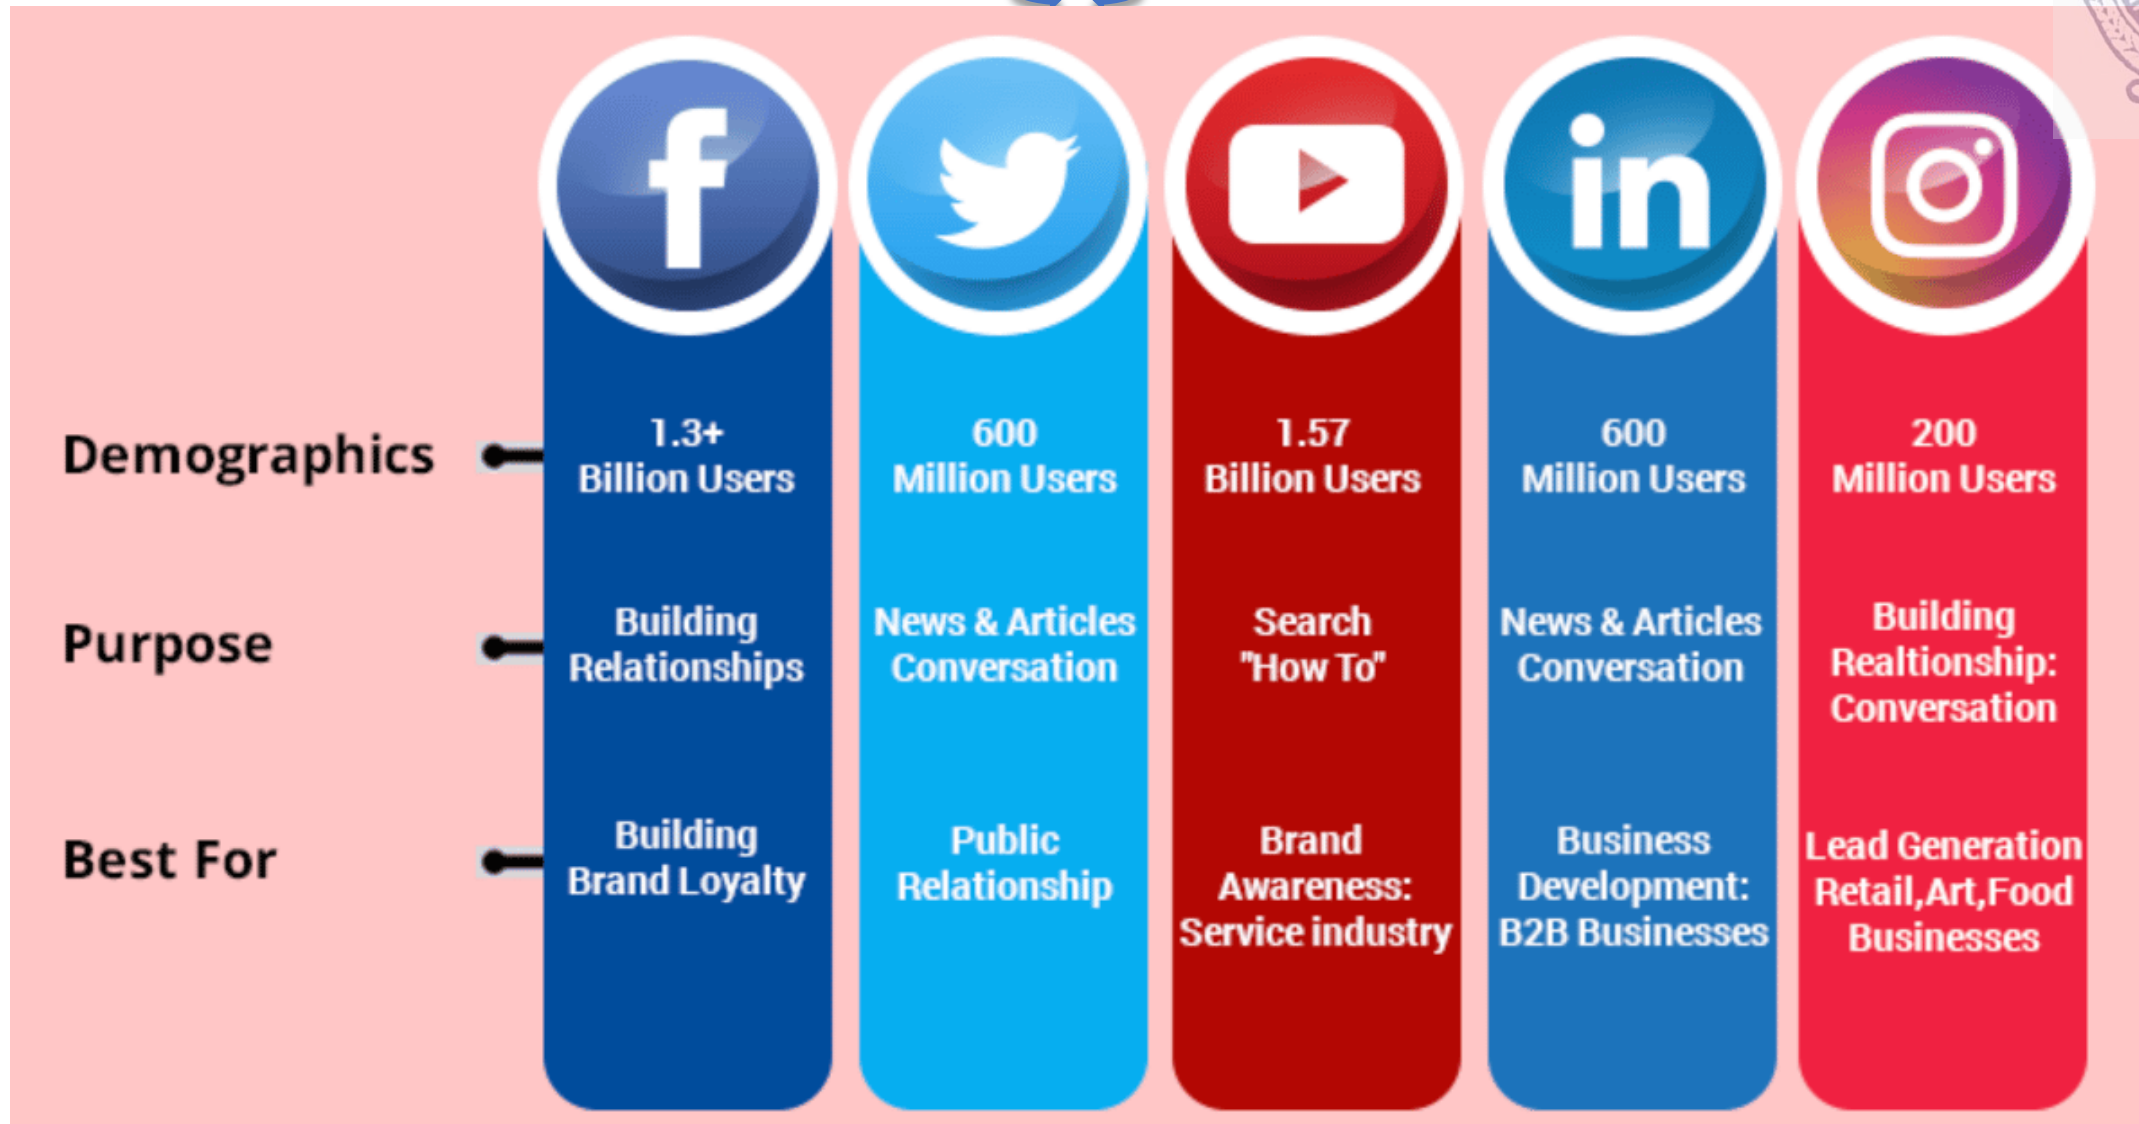 in
Demographics
1.3+
Billion Users
600
Million Users
1.57
Billion Users
600
Million Users
200
Million Users
Purpose
Building
Relationships
News & Articles
Conversation
Search
"How To"
News & Articles
Conversation
Building
Realtionship:
Conversation
Best For
Building
Brand Loyalty
Public
Relationship
Brand
Awareness:
Service industry
Business
Development:
B2B Businesses
Lead Generation
Retail,Art,Food
Businesses